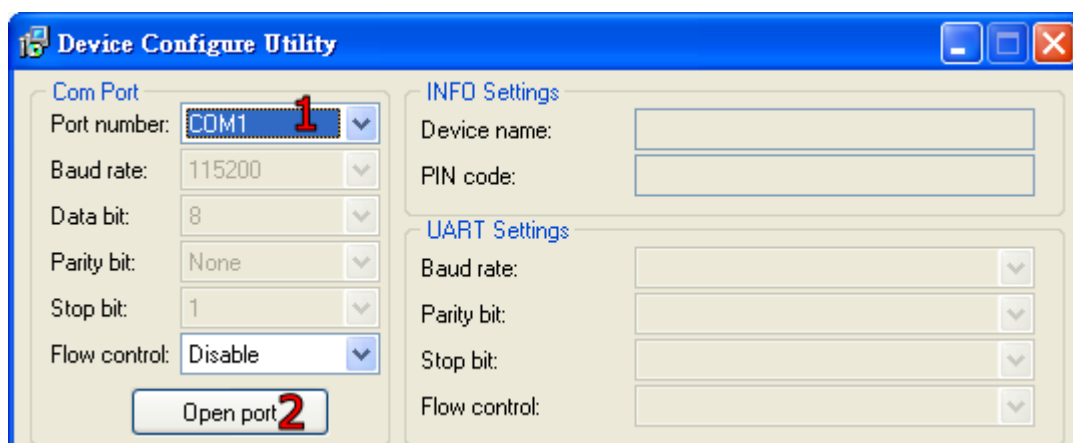 Device Configure Utility
Com Port
Port number: COM1 1
Baud rate: 115200
Data bit: 8
Parity bit: None
Stop bit: 1
Flow control: Disable
Open port 2
INFO Settings
Device name:
PIN code:
UART Settings
Baud rate:
Parity bit:
Stop bit:
Flow control: